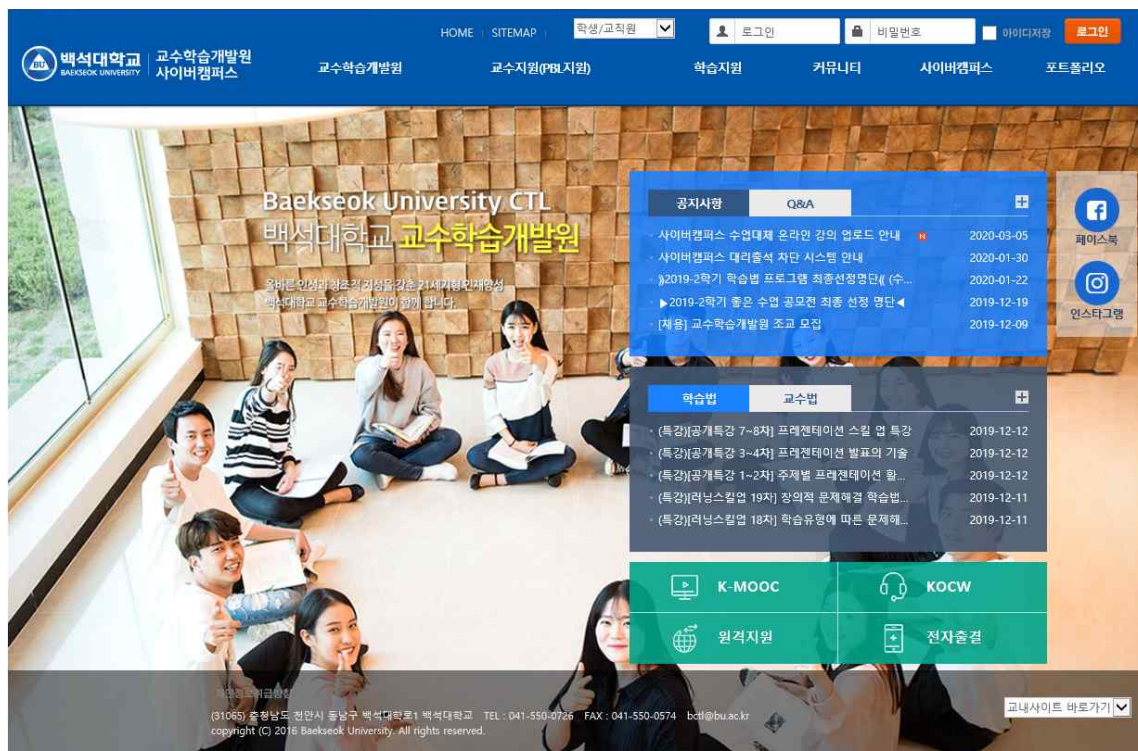 HOME
SITEMAP
학생/교직원
로그인
비밀번호
아이디저장
로그인
BU
백석대학교
BAEKSEOK UNIVERSITY
교수학습개발원
사이버캠퍼스
교수학습개발원
교수지원(PBL지원)
학습지원
커뮤니티
사이버캠퍼스
포트폴리오
Baekseok University CTL
백석대학교 교수학습개발원
올바른 인성과 창조적 지성을 갖춘 21세기형 인재양성
백석대학교 교수학습개발원이 함께 합니다.
공지사항
Q&A
사이버캠퍼스 수업대체 온라인 강의 업로드 안내 N 2020-03-05
사이버캠퍼스 대리출석 차단 시스템 안내 2020-01-30
⟫2019-2학기 학습법 프로그램 최종선정명단⟪ (수... 2020-01-22
▶2019-2학기 좋은 수업 공모전 최종 선정 명단◀ 2019-12-19
[채용] 교수학습개발원 조교 모집 2019-12-09
페이스북
인스타그램
학습법
교수법
(특강)[공개특강 7~8차] 프레젠테이션 스킬 업 특강 2019-12-12
(특강)[공개특강 3~4차] 프레젠테이션 발표의 기술 2019-12-12
(특강)[공개특강 1~2차] 주제별 프레젠테이션 활... 2019-12-12
(특강)[러닝스킬업 19차] 창의적 문제해결 학습법... 2019-12-11
(특강)[러닝스킬업 18차] 학습유형에 따른 문제해... 2019-12-11
K-MOOC
KOCW
원격지원
전자출결
개인정보취급방침
(31065) 충청남도 천안시 동남구 백석대학로1 백석대학교 TEL : 041-550-0726 FAX : 041-550-0574 bctl@bu.ac.kr
copyright (C) 2016 Baekseok University. All rights reserved.
교내사이트 바로가기